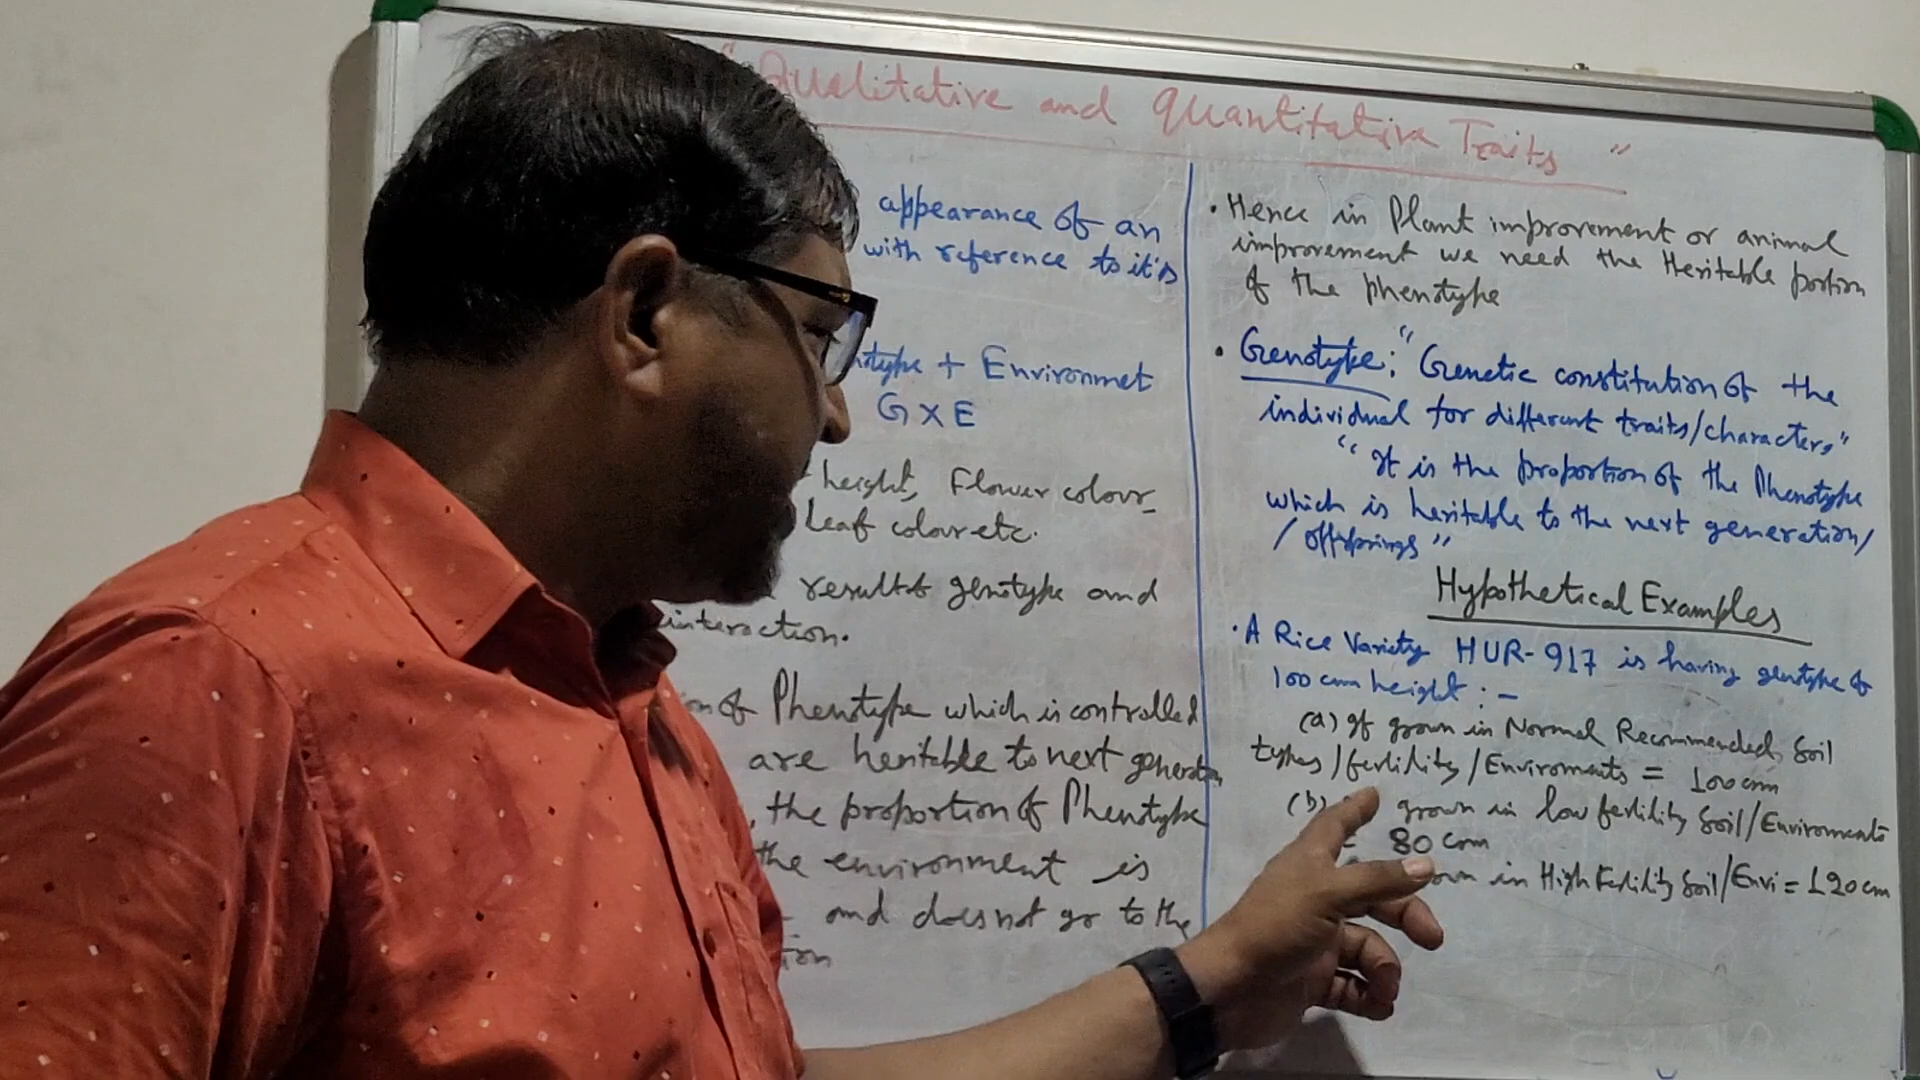 "Qualitative and Quantitative Traits"
appearance of an
with reference to it's
notype + Environmet
G x E
height, Flower colour
Leaf colour etc.
result of genotype and
interaction.
on of Phenotype which is controlled
are heritable to next generation
the proportion of Phenotype
the environment is
and does not go to the
tion
• Hence in Plant improvement or animal
improvement we need the Heritable portion
of the phenotype
• Genotype: "Genetic constitution of the
individual for different traits/characters"
"It is the proportion of the Phenotype
which is heritable to the next generation/
/offsprings"
Hypothetical Examples
• A Rice Variety HUR-917 is having genotype of
100 cm height :-
(a) If grown in Normal Recommended Soil
types/fertility/Enviroments = 100 cm
(b) grown in low fertility Soil/Enviroments
= 80 cm
own in High Fertility Soil/Envi = 120 cm